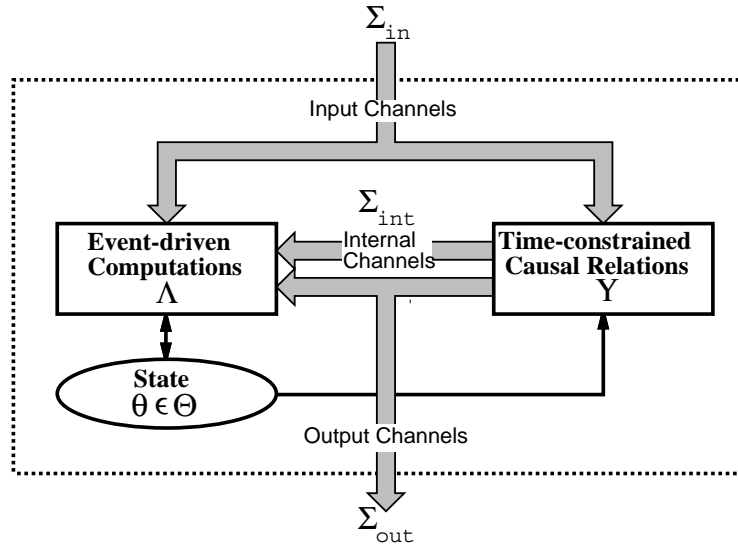 Σin
Input Channels
Σint
Internal
Channels
Event-driven
Computations
Λ
Time-constrained
Causal Relations
Υ
State
θ ϵ Θ
Output Channels
Σout